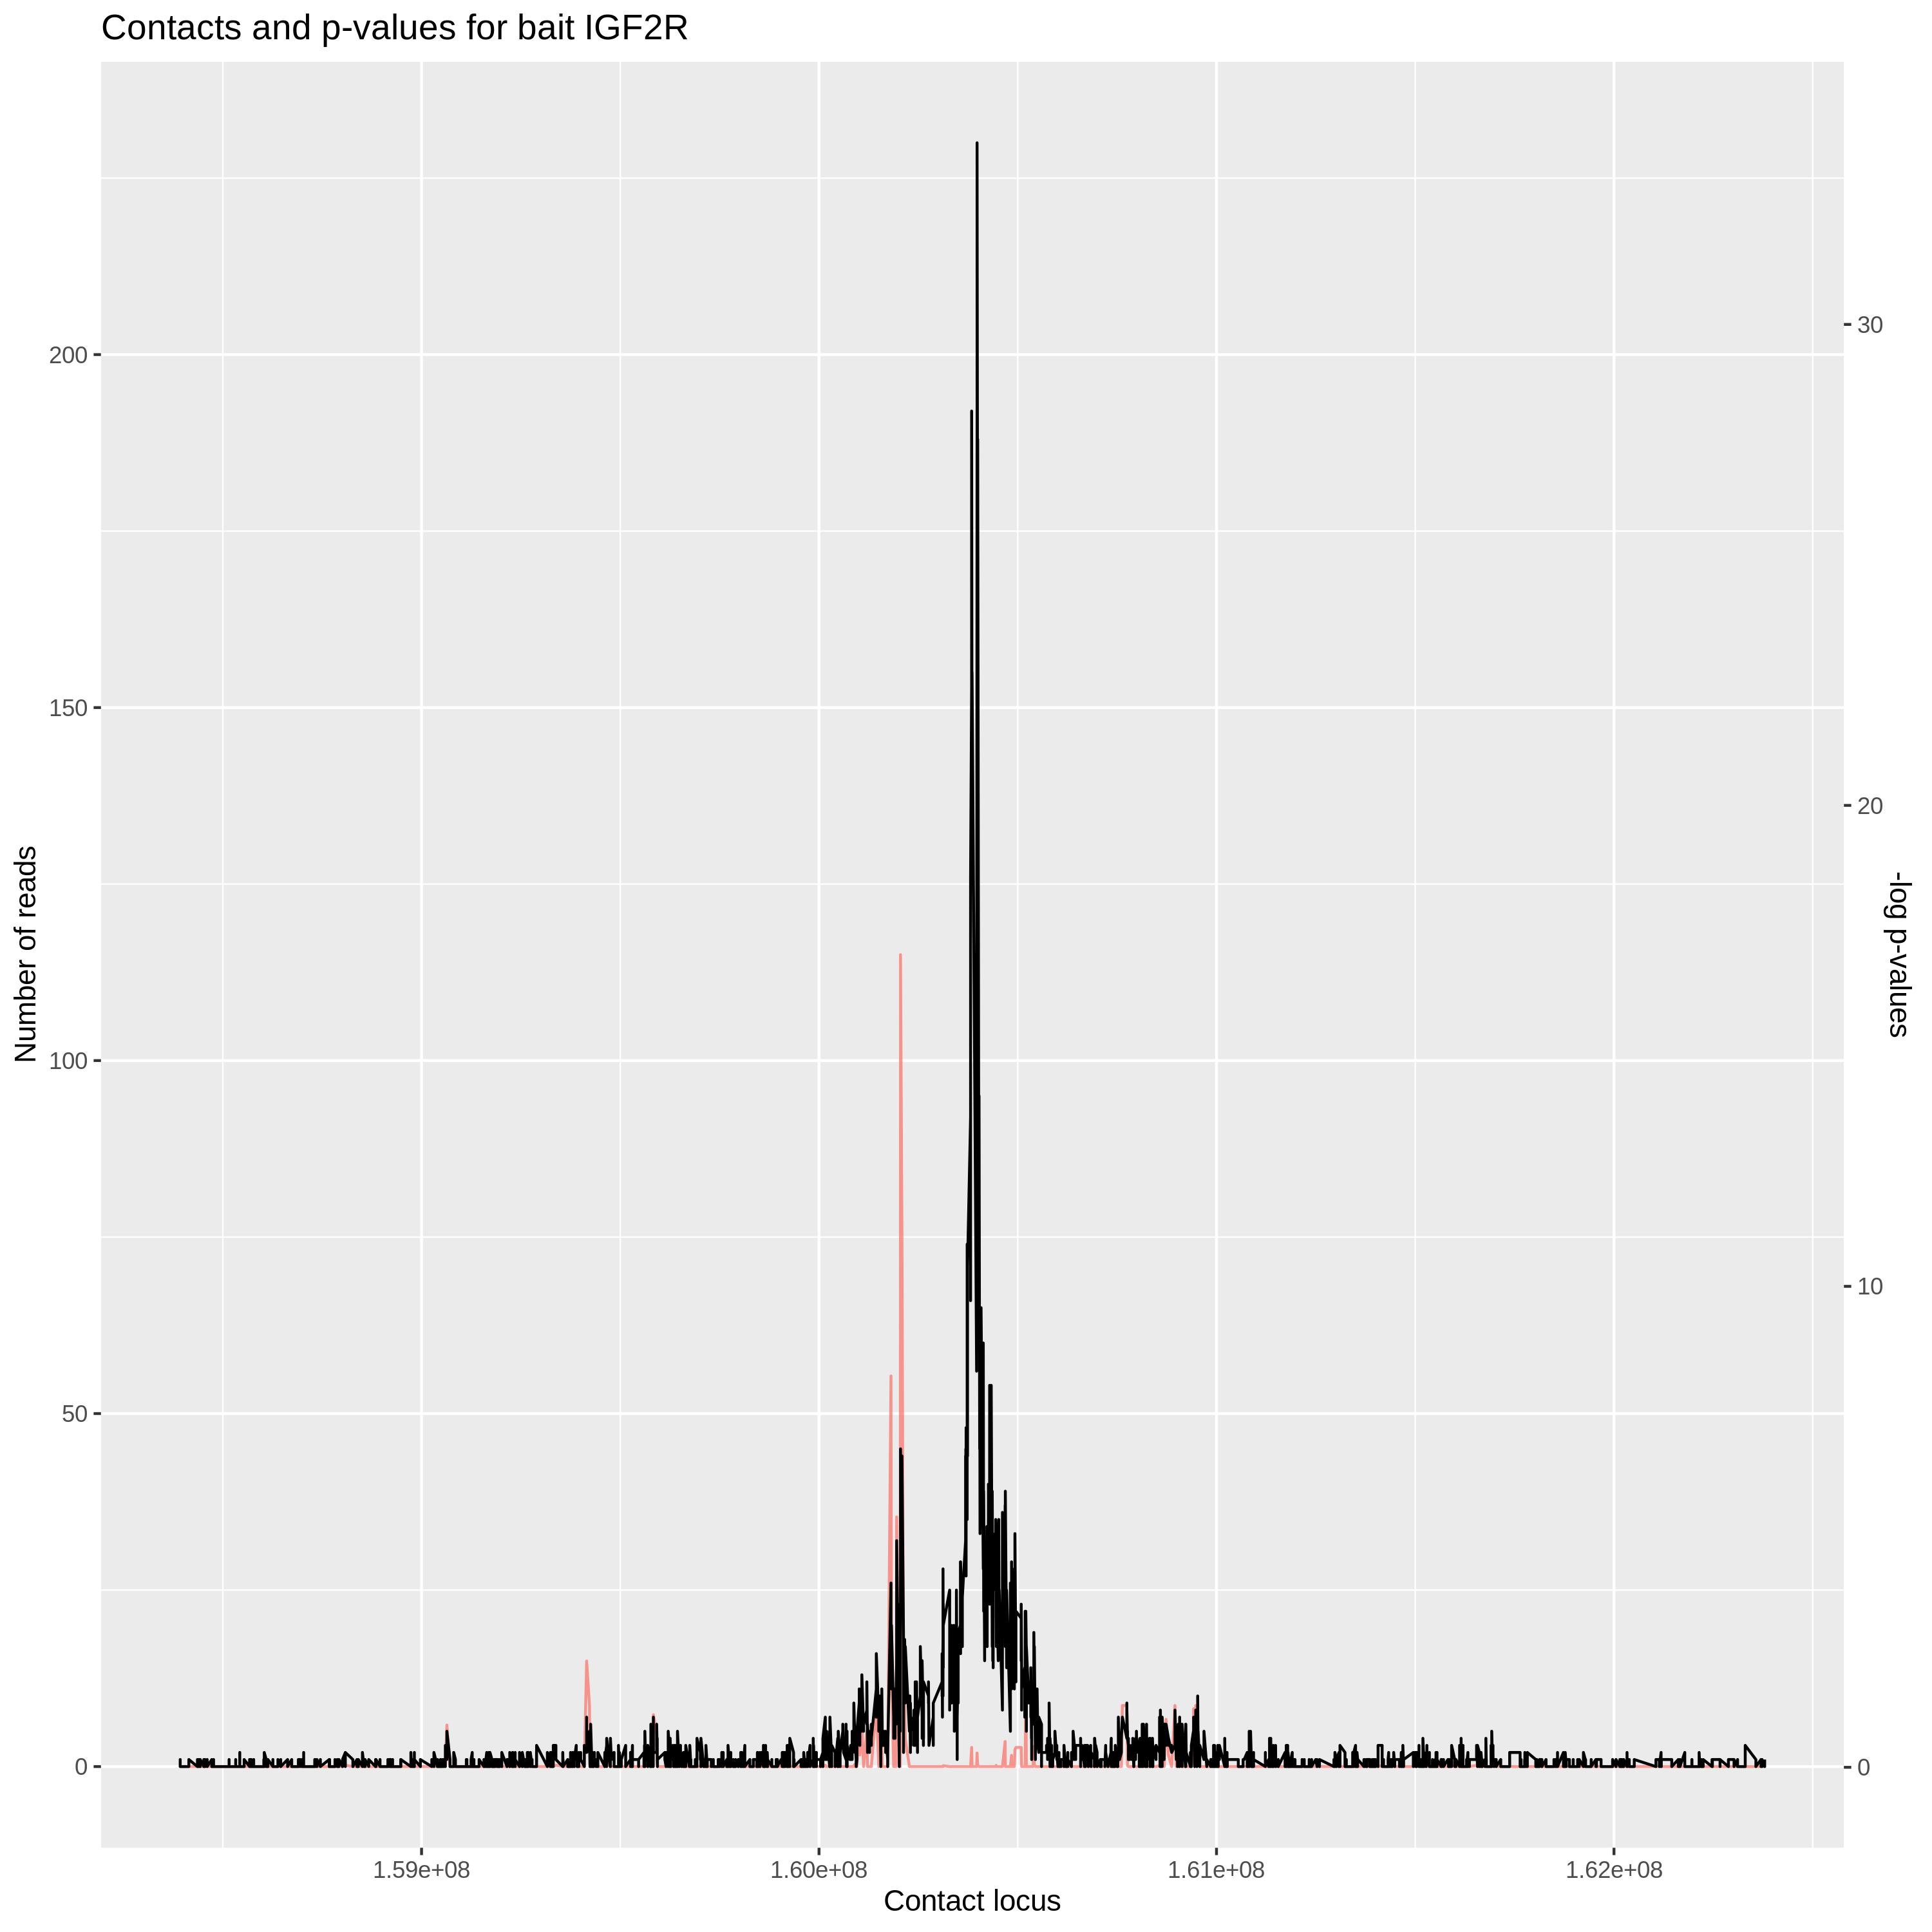 Contacts and p-values for bait IGF2R
Number of reads
200
150
100
50
0
30
20
10
0
-log p-values
1.59e+08
1.60e+08
1.61e+08
1.62e+08
Contact locus